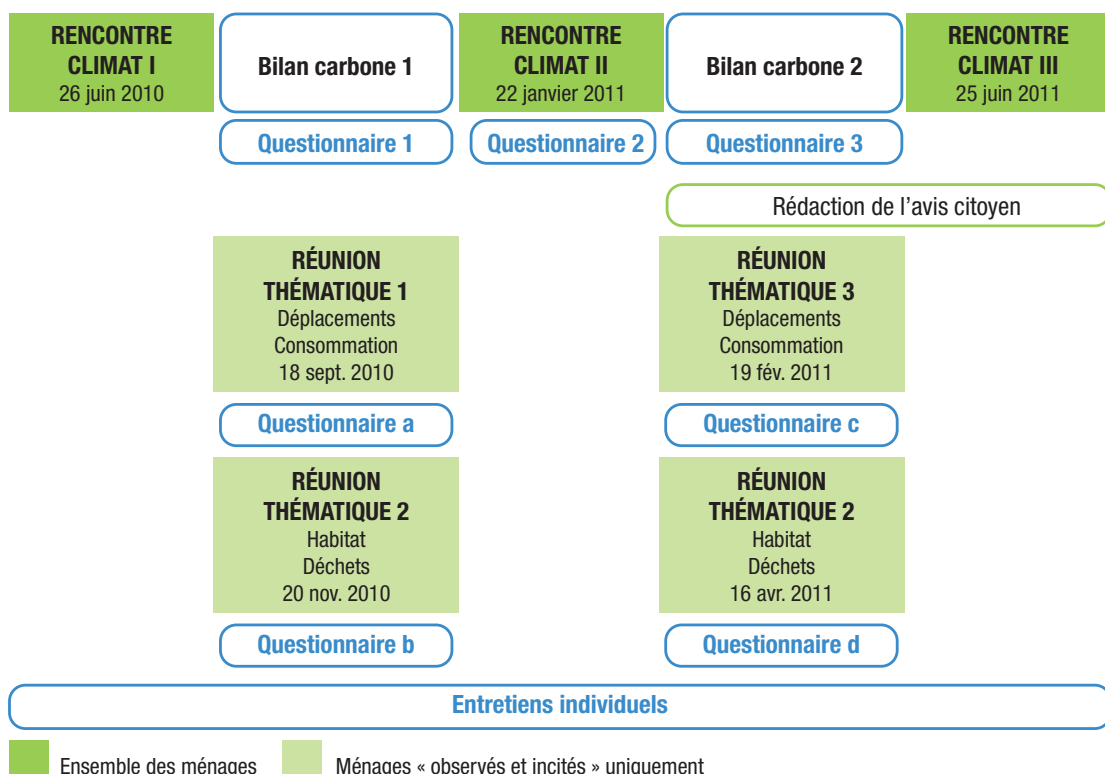 RENCONTRE
CLIMAT I
26 juin 2010
Bilan carbone 1
RENCONTRE
CLIMAT II
22 janvier 2011
Bilan carbone 2
RENCONTRE
CLIMAT III
25 juin 2011
Questionnaire 1
Questionnaire 2
Questionnaire 3
Rédaction de l'avis citoyen
RÉUNION
THÉMATIQUE 1
Déplacements
Consommation
18 sept. 2010
RÉUNION
THÉMATIQUE 3
Déplacements
Consommation
19 fév. 2011
Questionnaire a
Questionnaire c
RÉUNION
THÉMATIQUE 2
Habitat
Déchets
20 nov. 2010
RÉUNION
THÉMATIQUE 2
Habitat
Déchets
16 avr. 2011
Questionnaire b
Questionnaire d
Entretiens individuels
Ensemble des ménages
Ménages « observés et incités » uniquement